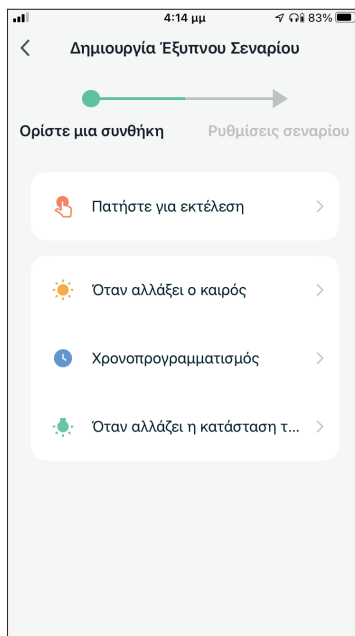 4:14 μμ 83%
Δημιουργία Έξυπνου Σεναρίου
Ορίστε μια συνθήκη Ρυθμίσεις σεναρίου
Πατήστε για εκτέλεση
Όταν αλλάξει ο καιρός
Χρονοπρογραμματισμός
Όταν αλλάζει η κατάσταση τ...